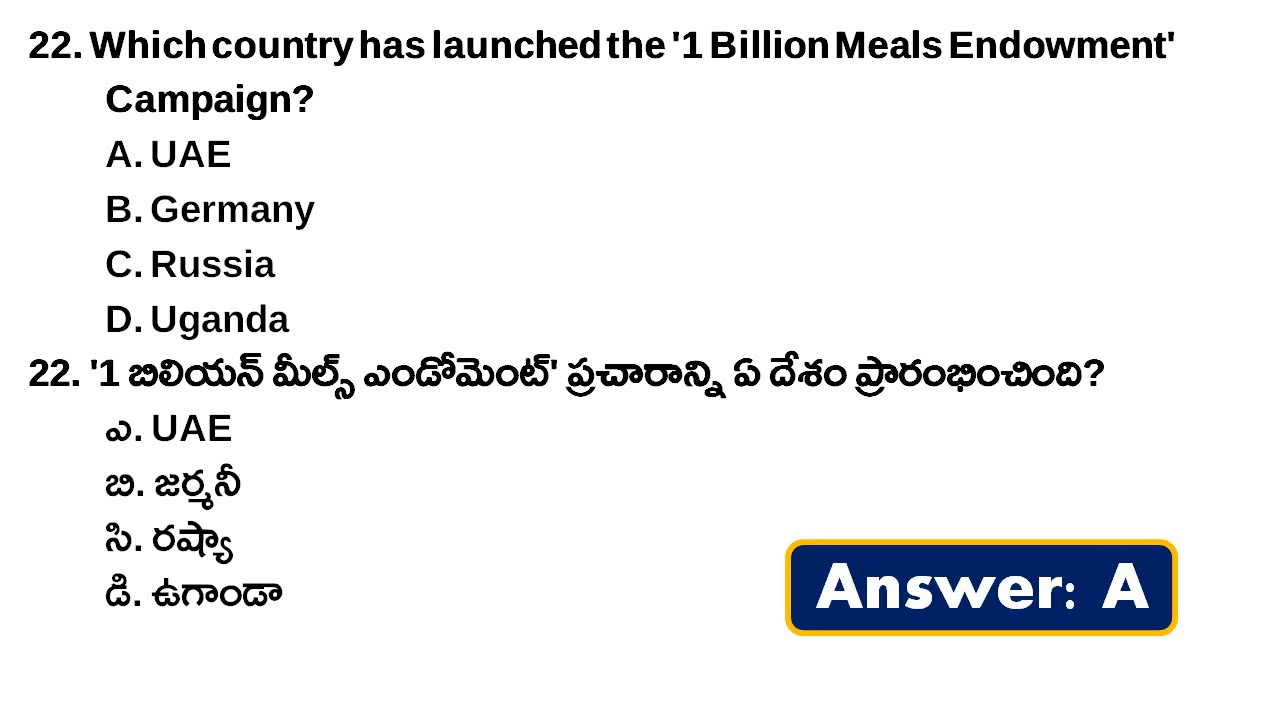 22. Which country has launched the '1 Billion Meals Endowment'
Campaign?
A. UAE
B. Germany
C. Russia
D. Uganda
22. '1 బిలియన్ మీల్స్ ఎండోమెంట్' ప్రచారాన్ని ఏ దేశం ప్రారంభించింది?
ఎ. UAE
బి. జర్మనీ
సి. రష్యా
డి. ఉగాండా
Answer: A